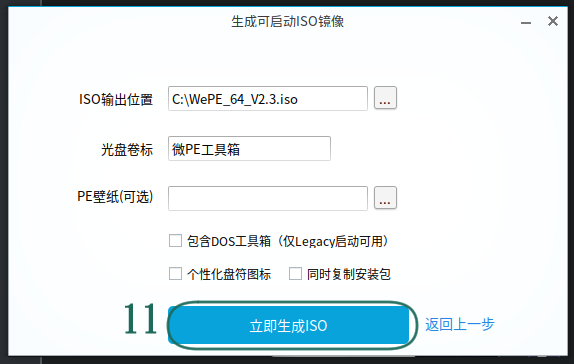 生成可启动ISO镜像
ISO输出位置 C:\WePE_64_V2.3.iso ...
光盘卷标 微PE工具箱
PE壁纸(可选) ...
包含DOS工具箱（仅Legacy启动可用）
个性化盘符图标 同时复制安装包
11 立即生成ISO 返回上一步